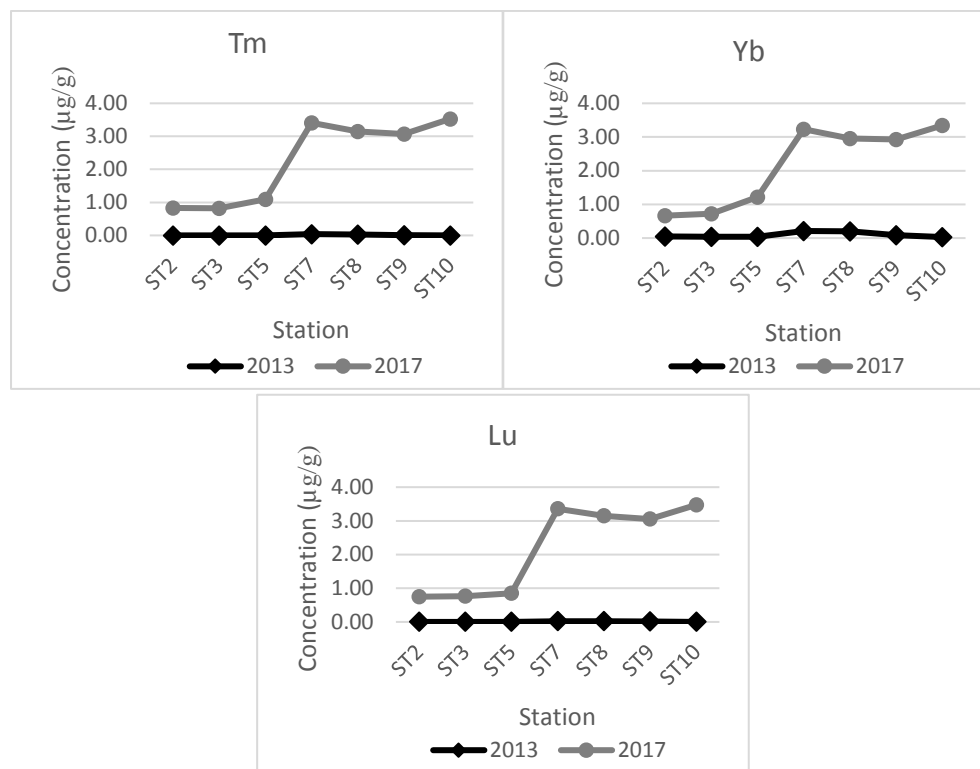 Tm
Concentration (µg/g)
4.00
3.00
2.00
1.00
0.00
ST2
ST3
ST5
ST7
ST8
ST9
ST10
Station
2013
2017
Yb
Concentration (µg/g)
4.00
3.00
2.00
1.00
0.00
ST2
ST3
ST5
ST7
ST8
ST9
ST10
Station
2013
2017
Lu
Concentration (µg/g)
4.00
3.00
2.00
1.00
0.00
ST2
ST3
ST5
ST7
ST8
ST9
ST10
Station
2013
2017